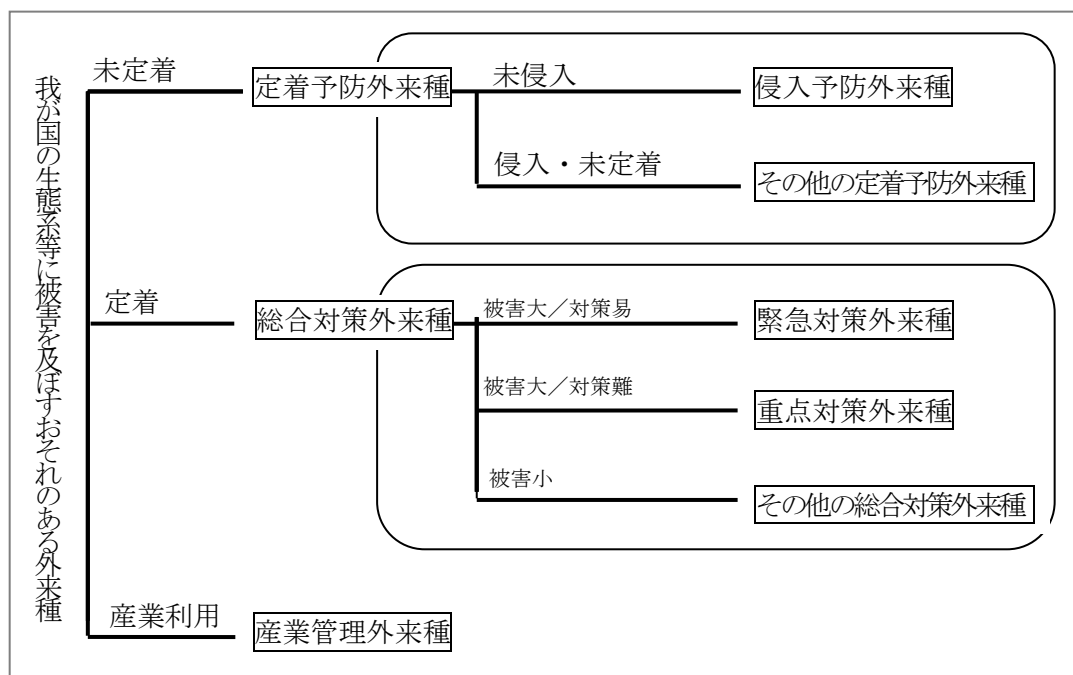 我が国の生態系等に被害を及ぼすおそれのある外来種
未定着
定着予防外来種
未侵入
侵入予防外来種
侵入・未定着
その他の定着予防外来種
定着
総合対策外来種
被害大／対策易
緊急対策外来種
被害大／対策難
重点対策外来種
被害小
その他の総合対策外来種
産業利用
産業管理外来種